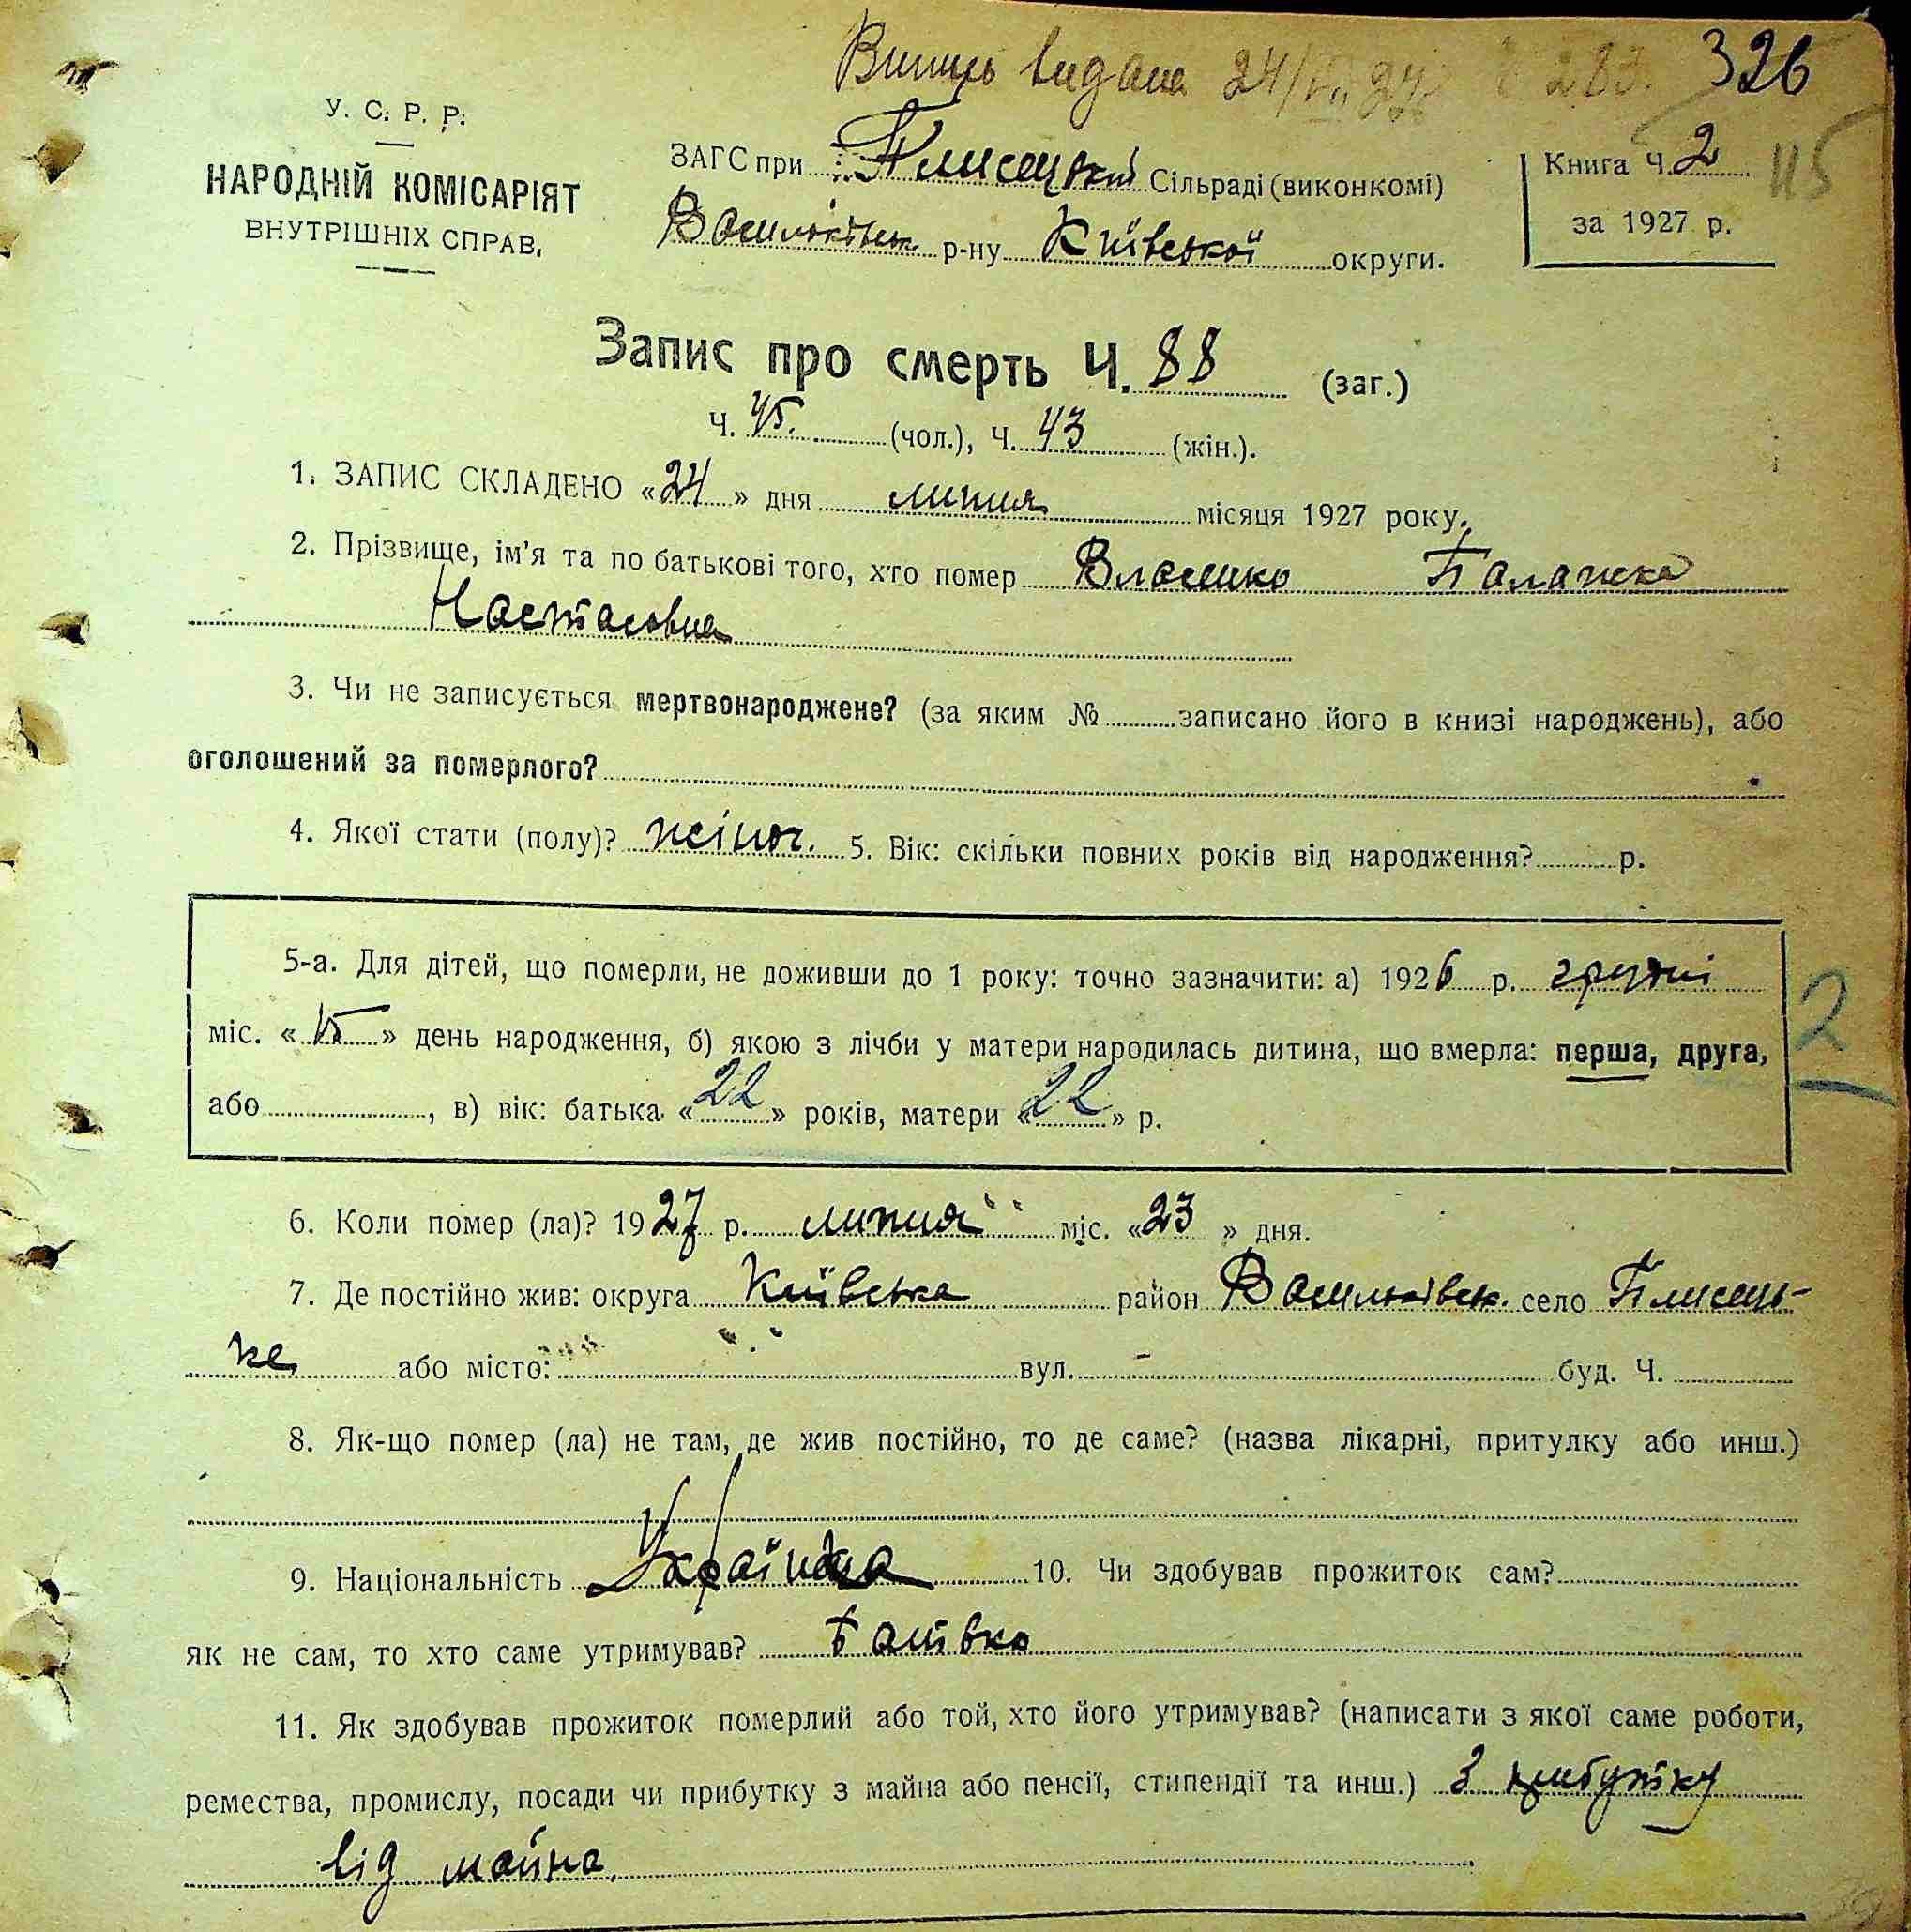 Випись видана 24/VII 27 326
У. С. Р. Р.
НАРОДНІЙ КОМІСАРІЯТ
ВНУТРІШНІХ СПРАВ,
ЗАГС при Плисецькій Сільраді (виконкомі)
Васильківськ. р-ну Київської округи.
Книга Ч. 2 115
за 1927 р.
Запис про смерть Ч. 88 (заг.)
Ч. 45. (чол.), Ч. 43 (жін.).
1. ЗАПИС СКЛАДЕНО «24» дня липня місяця 1927 року.
2. Прізвище, ім'я та по батькові того, хто помер Власенко Палажка
Настасовна
3. Чи не записується мертвонароджене? (за яким № записано його в книзі народжень), або
оголошений за померлого?
4. Якої стати (полу)? жіноч. 5. Вік: скільки повних років від народження? р.
5-а. Для дітей, що померли, не доживши до 1 року: точно зазначити: а) 1926 р. грудні
міс. «15» день народження, б) якою з лічби у матери народилась дитина, що вмерла: перша, друга, 2
або , в) вік: батька «22» років, матери «22» р.
6. Коли помер (ла)? 1927 р. липня міс. «23» дня.
7. Де постійно жив: округа Київська район Васильківськ. село Плисець-
ке або місто: вул. – буд. Ч.
8. Як-що помер (ла) не там, де жив постійно, то де саме? (назва лікарні, притулку або инш.)
9. Національність Українка 10. Чи здобував прожиток сам?
як не сам, то хто саме утримував? Батько
11. Як здобував прожиток померлий або той, хто його утримував? (написати з якої саме роботи,
ремества, промислу, посади чи прибутку з майна або пенсії, стипендії та инш.) З прибутку
від майна.